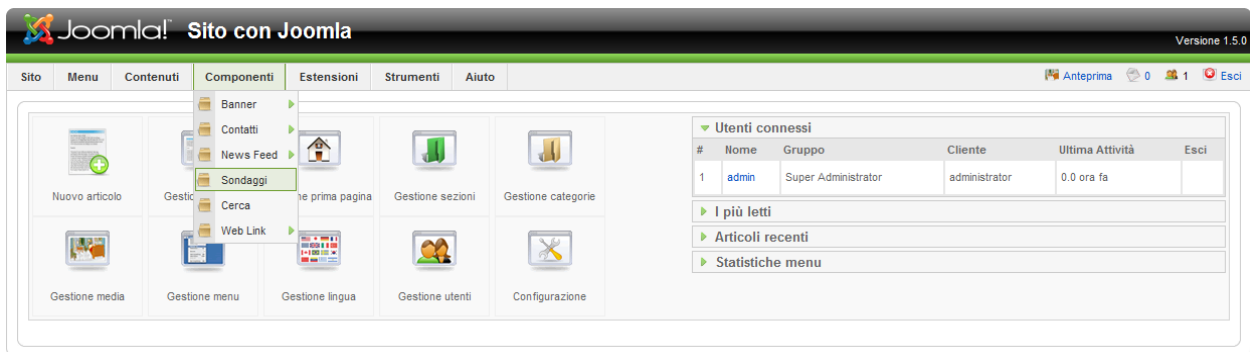 Joomla!™ Sito con Joomla
Versione 1.5.0
Sito Menu Contenuti Componenti Estensioni Strumenti Aiuto
Anteprima 0 1 Esci
Banner
Contatti
News Feed
Sondaggi
Cerca
Web Link
Nuovo articolo
prima pagina
Gestione sezioni
Gestione categorie
Gestione media
Gestione menu
Gestione lingua
Gestione utenti
Configurazione
Utenti connessi
# Nome Gruppo Cliente Ultima Attività Esci
1 admin Super Administrator administrator 0.0 ora fa
I più letti
Articoli recenti
Statistiche menu